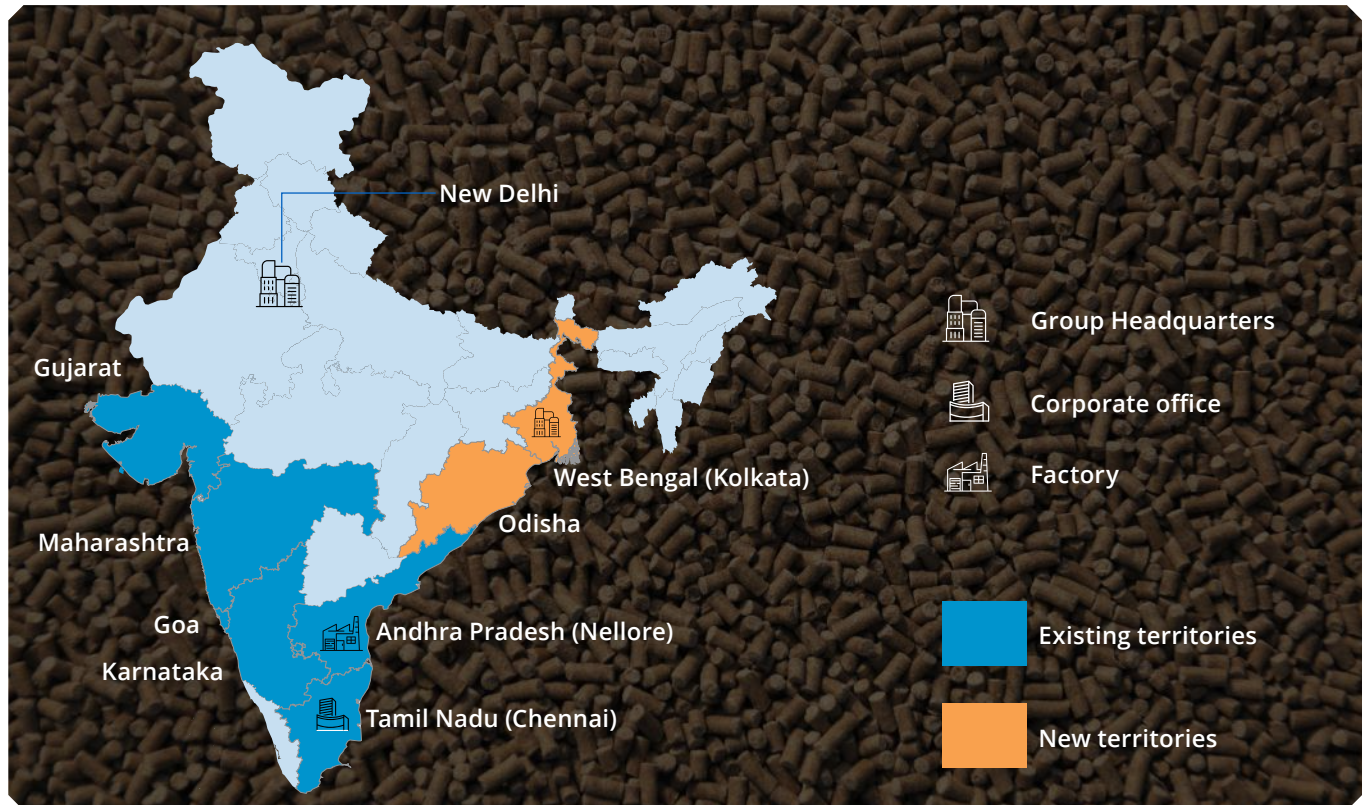 New Delhi
Gujarat
West Bengal (Kolkata)
Odisha
Maharashtra
Goa
Andhra Pradesh (Nellore)
Karnataka
Tamil Nadu (Chennai)
Group Headquarters
Corporate office
Factory
Existing territories
New territories